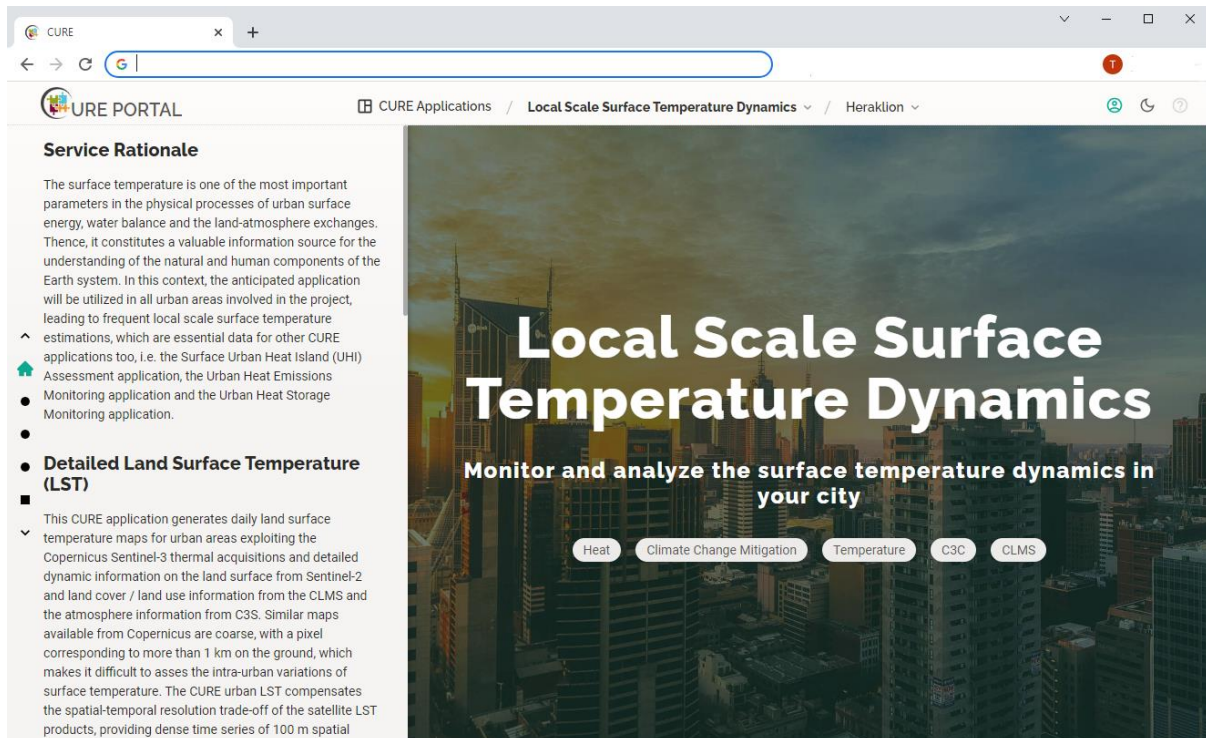 CURE
T
CURE PORTAL
CURE Applications / Local Scale Surface Temperature Dynamics / Heraklion
Service Rationale
The surface temperature is one of the most important
parameters in the physical processes of urban surface
energy, water balance and the land-atmosphere exchanges.
Thence, it constitutes a valuable information source for the
understanding of the natural and human components of the
Earth system. In this context, the anticipated application
will be utilized in all urban areas involved in the project,
leading to frequent local scale surface temperature
estimations, which are essential data for other CURE
applications too, i.e. the Surface Urban Heat Island (UHI)
Assessment application, the Urban Heat Emissions
Monitoring application and the Urban Heat Storage
Monitoring application.
Detailed Land Surface Temperature
(LST)
This CURE application generates daily land surface
temperature maps for urban areas exploiting the
Copernicus Sentinel-3 thermal acquisitions and detailed
dynamic information on the land surface from Sentinel-2
and land cover / land use information from the CLMS and
the atmosphere information from C3S. Similar maps
available from Copernicus are coarse, with a pixel
corresponding to more than 1 km on the ground, which
makes it difficult to asses the intra-urban variations of
surface temperature. The CURE urban LST compensates
the spatial-temporal resolution trade-off of the satellite LST
products, providing dense time series of 100 m spatial
Local Scale Surface
Temperature Dynamics
Monitor and analyze the surface temperature dynamics in
your city
Heat
Climate Change Mitigation
Temperature
C3C
CLMS